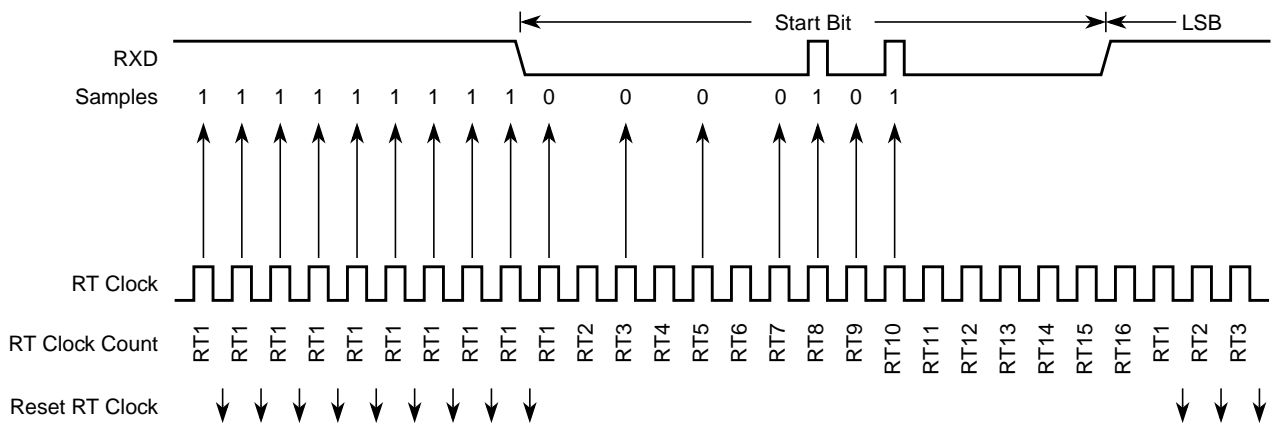 Start Bit LSB
RXD
Samples 1 1 1 1 1 1 1 1 1 0 0 0 0 1 0 1
RT Clock
RT Clock Count RT1 RT1 RT1 RT1 RT1 RT1 RT1 RT1 RT1 RT1 RT2 RT3 RT4 RT5 RT6 RT7 RT8 RT9 RT10 RT11 RT12 RT13 RT14 RT15 RT16 RT1 RT2 RT3
Reset RT Clock